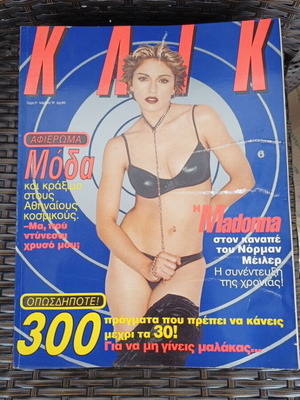 ΚΛΙΚ
ΑΦΙΕΡΩΜΑ
Μόδα
και κράξιμο
στους
Αθηναίους
κοσμικούς.
–Μα, πού
ντύνεσαι
χρυσό μου;
Η
Madonna
στον καναπέ
του Νόρμαν
Μέιλερ
Η συνέντευξη
της χρονιάς!
6
ΟΠΩΣΔΗΠΟΤΕ!
300
πράγματα που πρέπει να κάνεις
μέχρι τα 30!
Για να μη γίνεις μαλάκας...